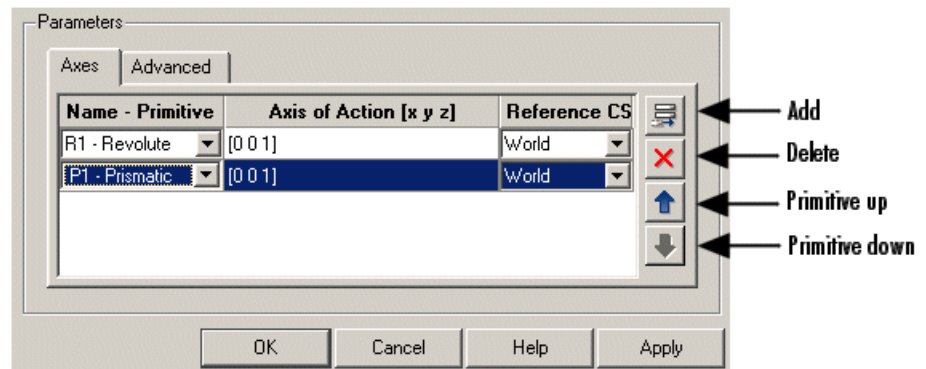 Parameters
Axes Advanced
Name - Primitive Axis of Action [x y z] Reference CS
R1 - Revolute [0 0 1] World
P1 - Prismatic [0 0 1] World
Add
Delete
Primitive up
Primitive down
OK Cancel Help Apply